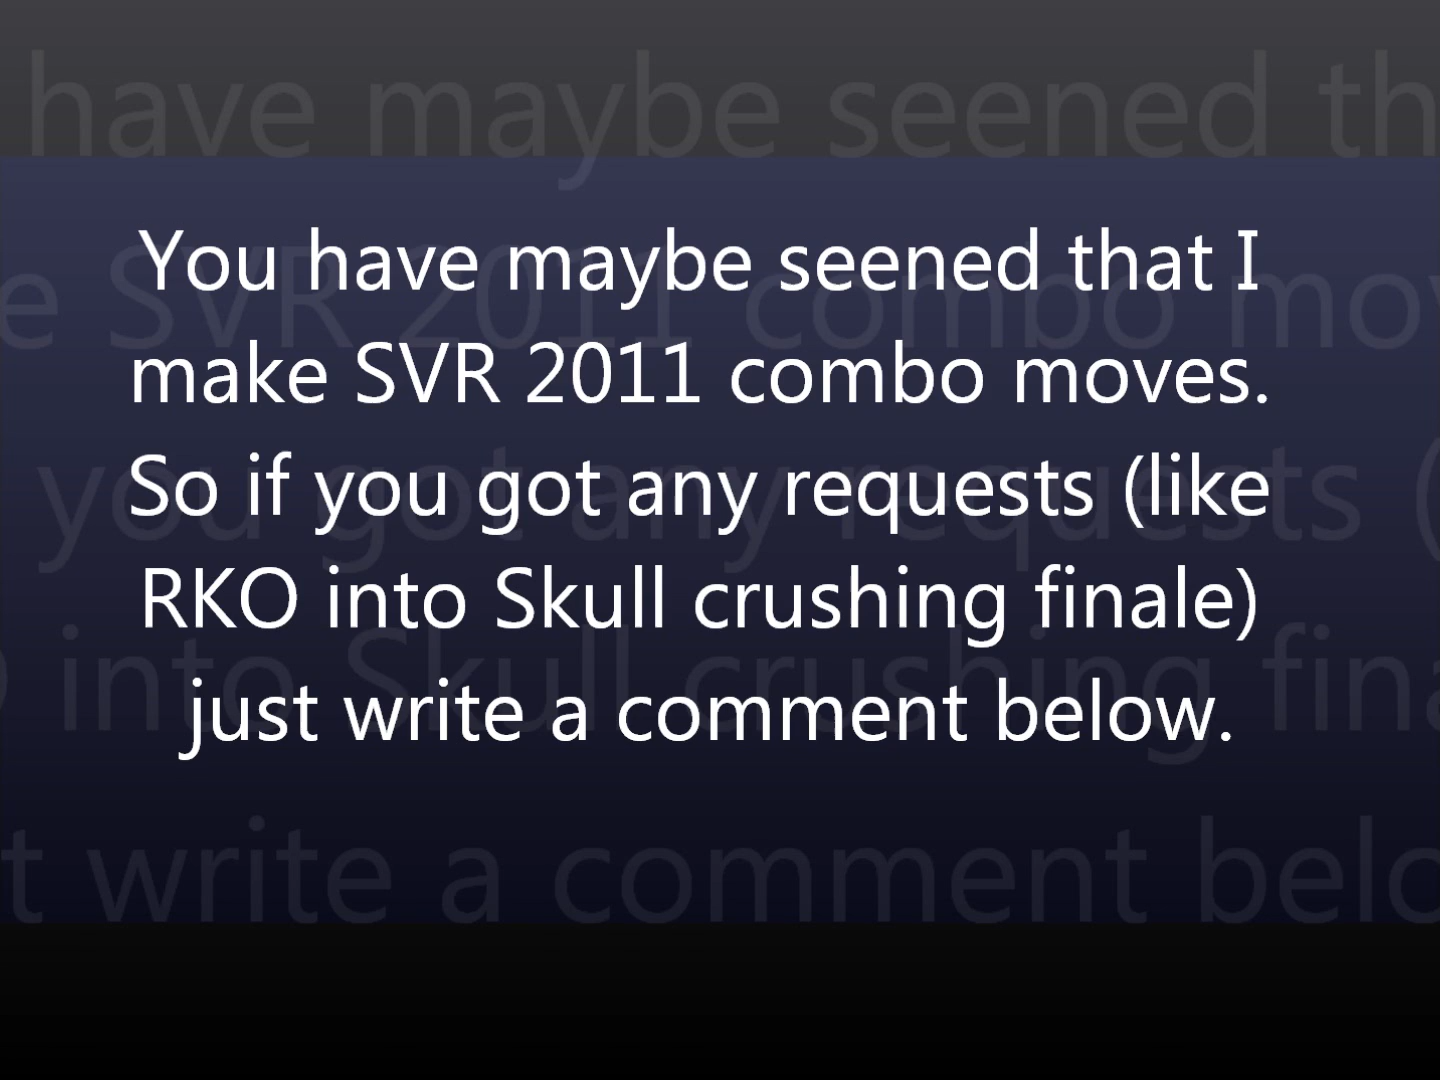 You have maybe seened that I
make SVR 2011 combo moves.
So if you got any requests (like
RKO into Skull crushing finale)
just write a comment below.